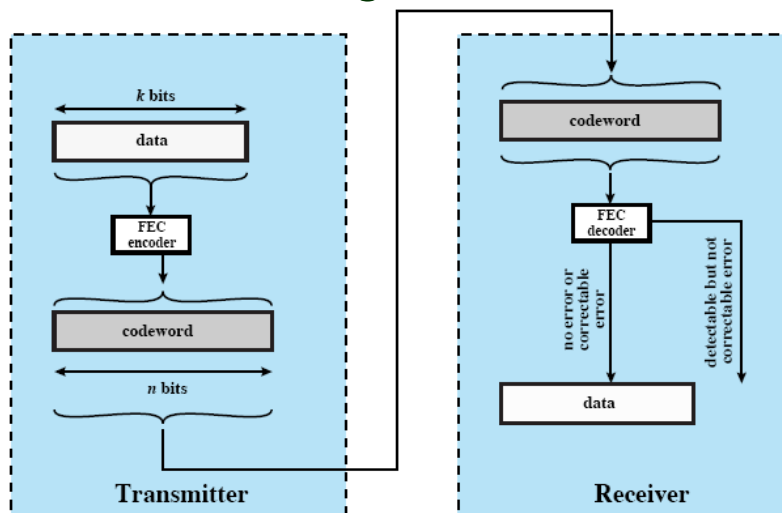 k bits
data
FEC
encoder
codeword
n bits
Transmitter
codeword
FEC
decoder
no error or
correctable
error
detectable but not
correctable error
data
Receiver